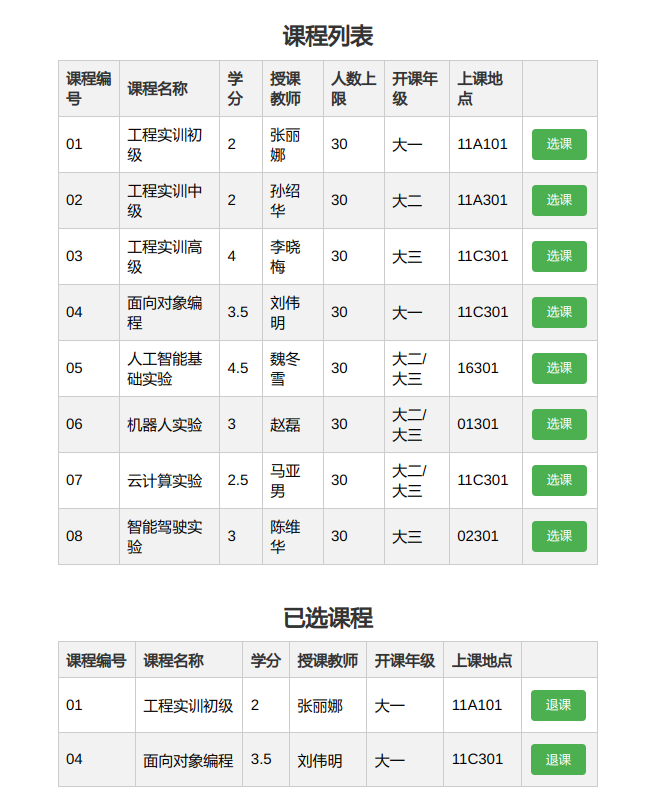 课程列表
课程编号 课程名称 学分 授课教师 人数上限 开课年级 上课地点
01 工程实训初级 2 张丽娜 30 大一 11A101 选课
02 工程实训中级 2 孙绍华 30 大二 11A301 选课
03 工程实训高级 4 李晓梅 30 大三 11C301 选课
04 面向对象编程 3.5 刘伟明 30 大一 11C301 选课
05 人工智能基础实验 4.5 魏冬雪 30 大二/大三 16301 选课
06 机器人实验 3 赵磊 30 大二/大三 01301 选课
07 云计算实验 2.5 马亚男 30 大二/大三 11C301 选课
08 智能驾驶实验 3 陈维华 30 大三 02301 选课
已选课程
课程编号 课程名称 学分 授课教师 开课年级 上课地点
01 工程实训初级 2 张丽娜 大一 11A101 退课
04 面向对象编程 3.5 刘伟明 大一 11C301 退课